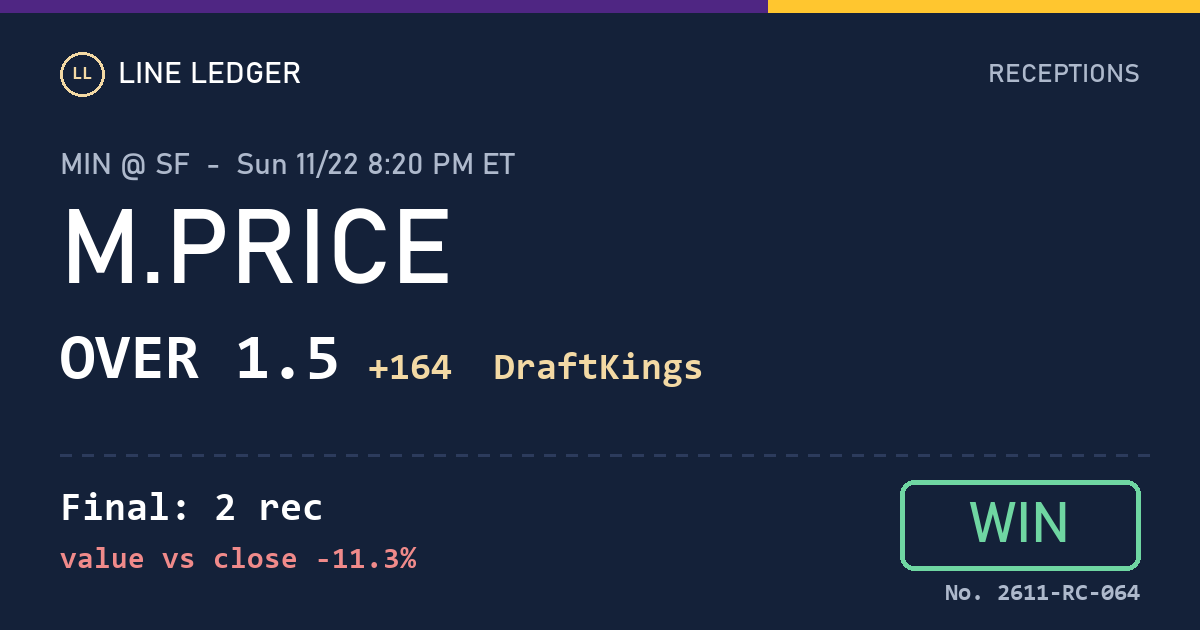 LL LINE LEDGER
RECEPTIONS
MIN @ SF - Sun 11/22 8:20 PM ET
M.PRICE
OVER 1.5 +164 DraftKings
Final: 2 rec
value vs close -11.3%
WIN
No. 2611-RC-064